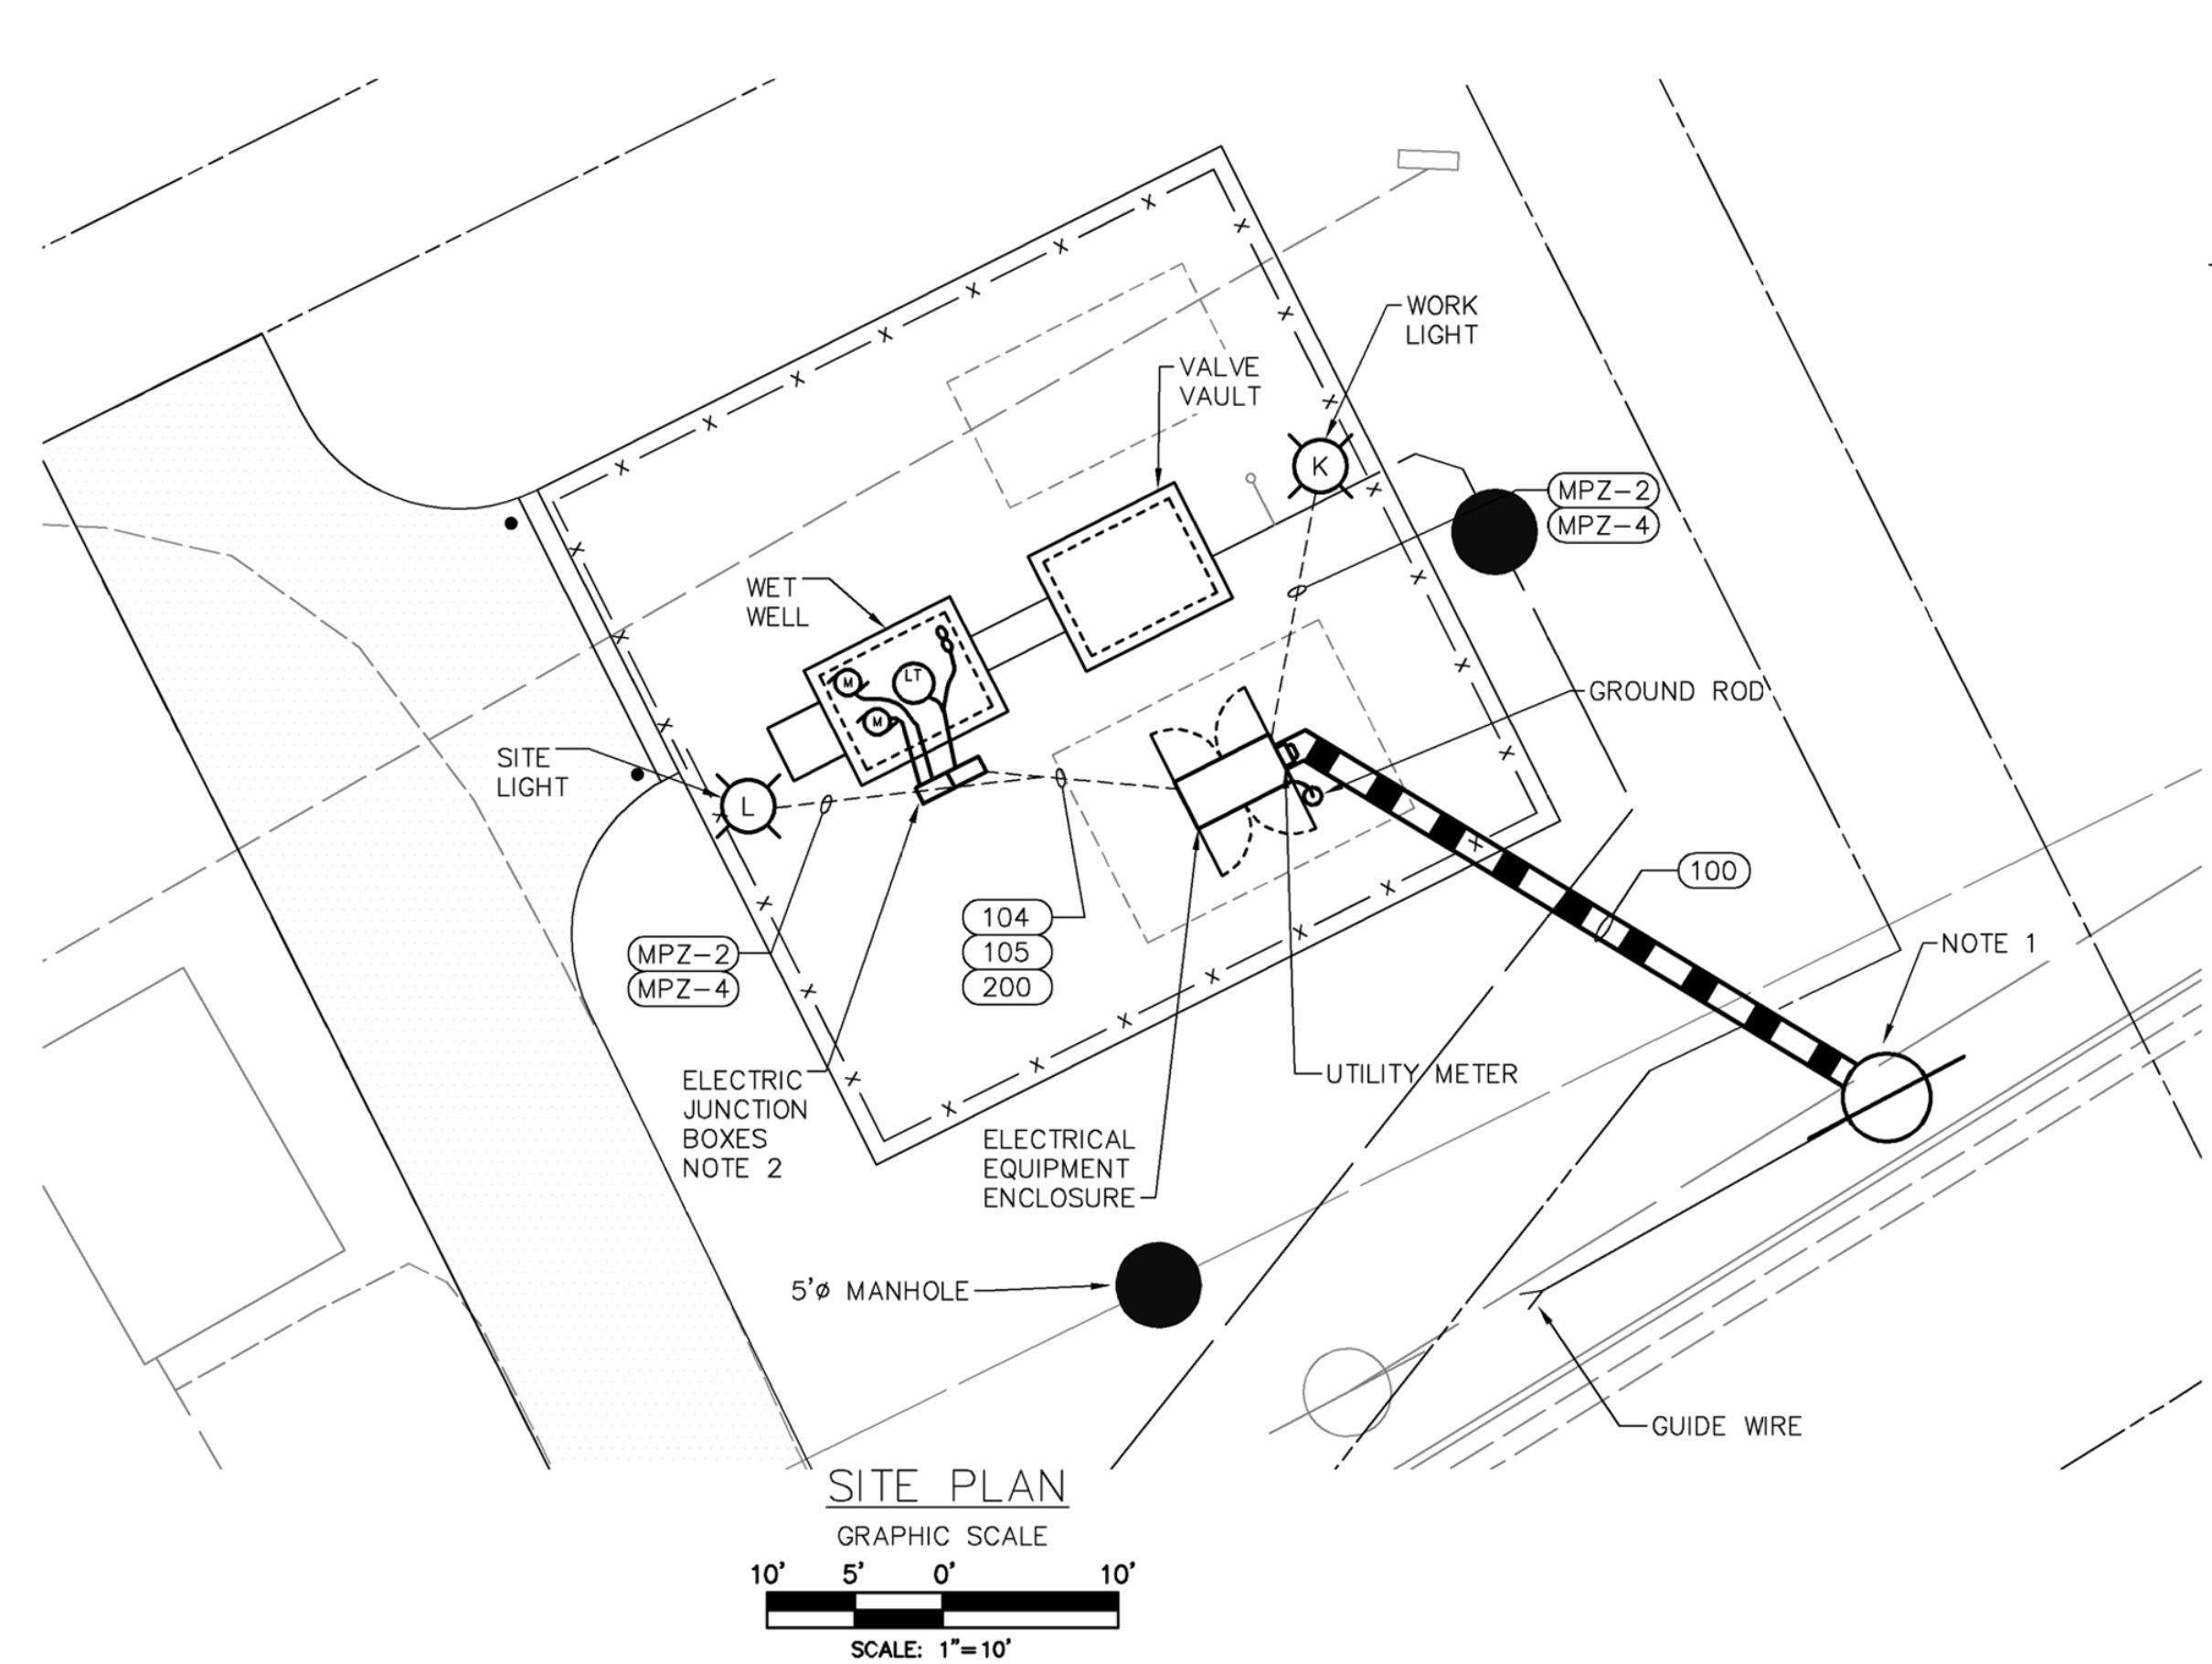 WORK
LIGHT
VALVE
VAULT
K
MPZ-2
MPZ-4
WET
WELL
M
LT
M
GROUND ROD
SITE
LIGHT
L
100
104
105
200
NOTE 1
MPZ-2
MPZ-4
UTILITY METER
ELECTRIC
JUNCTION
BOXES
NOTE 2
ELECTRICAL
EQUIPMENT
ENCLOSURE
5'ø MANHOLE
GUIDE WIRE
SITE PLAN
GRAPHIC SCALE
10' 5' 0' 10'
SCALE: 1"=10'